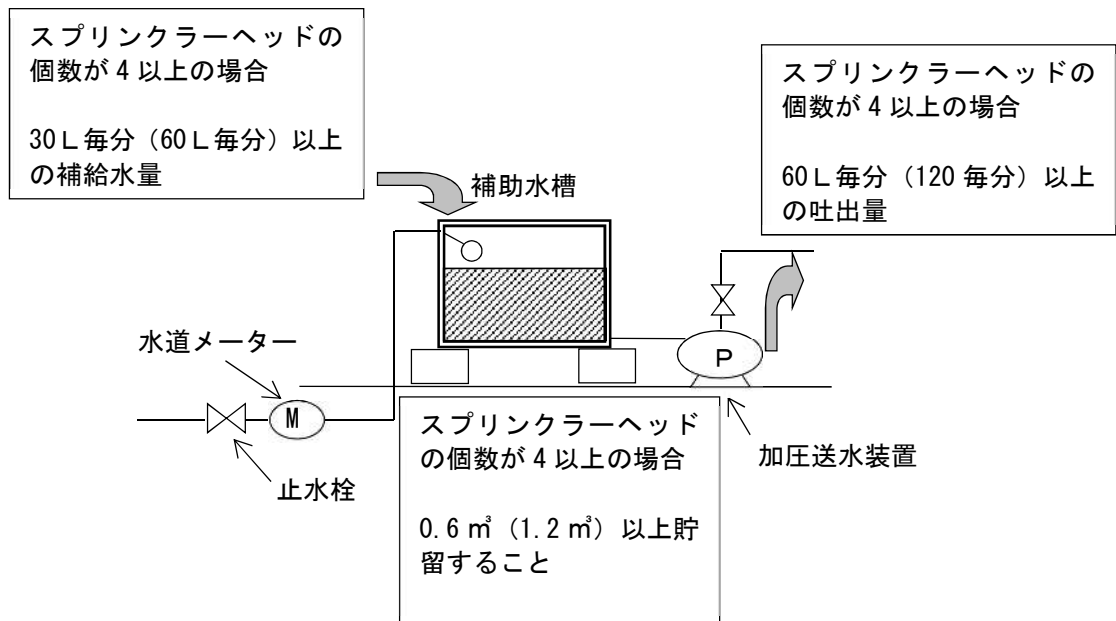 スプリンクラーヘッドの
個数が4以上の場合
30L毎分（60L毎分）以上
の補給水量
スプリンクラーヘッドの
個数が4以上の場合
60L毎分（120毎分）以上
の吐出量
補助水槽
水道メーター
P
M
止水栓
スプリンクラーヘッド
の個数が4以上の場合
0.6㎥（1.2㎥）以上貯
留すること
加圧送水装置